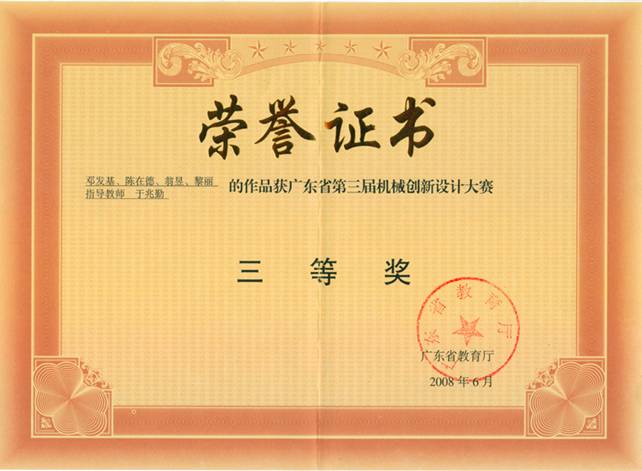 荣誉证书
邓发基、陈在德、翁昱、黎丽
指导教师 于兆勤
的作品获广东省第三届机械创新设计大赛
三等奖
广东省教育厅
广东省教育厅
2008 年 6 月